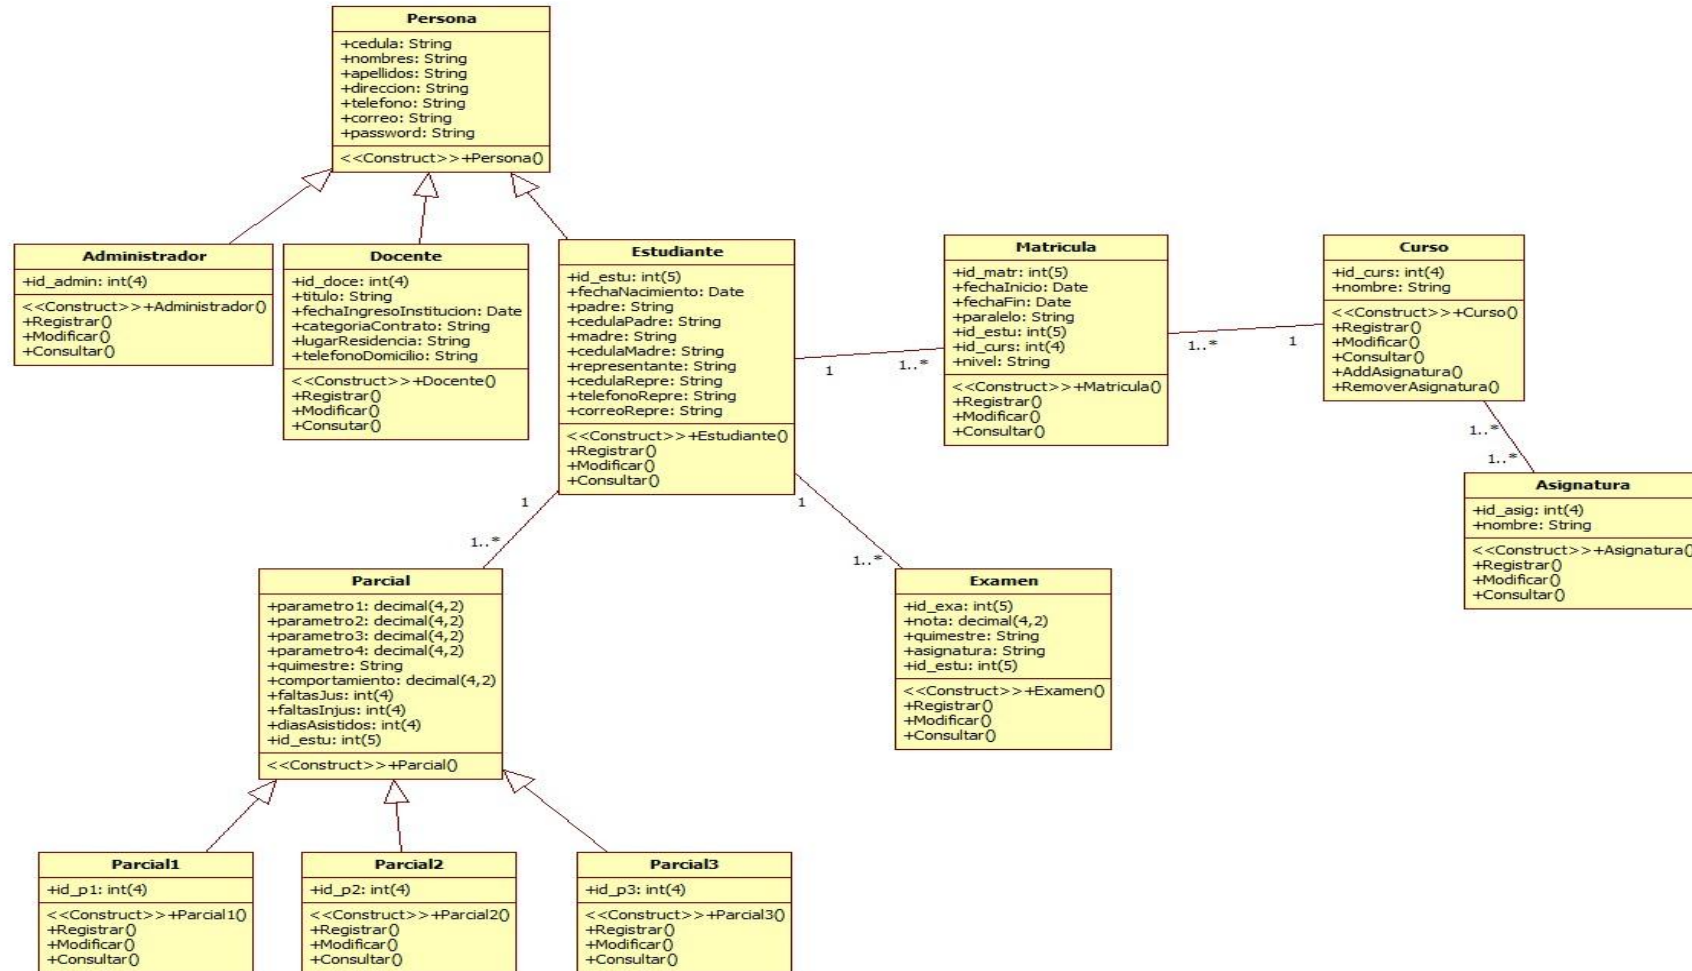 Persona
+cedula: String
+nombres: String
+apellidos: String
+direccion: String
+telefono: String
+correo: String
+password: String
<<Construct>>+Persona()
Administrador
+id_admin: int(4)
<<Construct>>+Administrador()
+Registrar()
+Modificar()
+Consultar()
Docente
+id_doce: int(4)
+titulo: String
+fechaIngresoInstitucion: Date
+categoriaContrato: String
+lugarResidencia: String
+telefonoDomicilio: String
<<Construct>>+Docente()
+Registrar()
+Modificar()
+Consutar()
Estudiante
+id_estu: int(5)
+fechaNacimiento: Date
+padre: String
+cedulaPadre: String
+madre: String
+cedulaMadre: String
+representante: String
+cedulaRepre: String
+telefonoRepre: String
+correoRepre: String
<<Construct>>+Estudiante()
+Registrar()
+Modificar()
+Consultar()
1
1..*
Matricula
+id_matr: int(5)
+fechaInicio: Date
+fechaFin: Date
+paralelo: String
+id_estu: int(5)
+id_curs: int(4)
+nivel: String
<<Construct>>+Matricula()
+Registrar()
+Modificar()
+Consultar()
1..*
1
Curso
+id_curs: int(4)
+nombre: String
<<Construct>>+Curso()
+Registrar()
+Modificar()
+Consultar()
+AddAsignatura()
+RemoverAsignatura()
1..*
1..*
Asignatura
+id_asig: int(4)
+nombre: String
<<Construct>>+Asignatura()
+Registrar()
+Modificar()
+Consultar()
1
1..*
1
1..*
Parcial
+parametro1: decimal(4,2)
+parametro2: decimal(4,2)
+parametro3: decimal(4,2)
+parametro4: decimal(4,2)
+quimestre: String
+comportamiento: decimal(4,2)
+faltasJus: int(4)
+faltasInjus: int(4)
+diasAsistidos: int(4)
+id_estu: int(5)
<<Construct>>+Parcial()
Examen
+id_exa: int(5)
+nota: decimal(4,2)
+quimestre: String
+asignatura: String
+id_estu: int(5)
<<Construct>>+Examen()
+Registrar()
+Modificar()
+Consultar()
Parcial1
+id_p1: int(4)
<<Construct>>+Parcial1()
+Registrar()
+Modificar()
+Consultar()
Parcial2
+id_p2: int(4)
<<Construct>>+Parcial2()
+Registrar()
+Modificar()
+Consultar()
Parcial3
+id_p3: int(4)
<<Construct>>+Parcial3()
+Registrar()
+Modificar()
+Consultar()